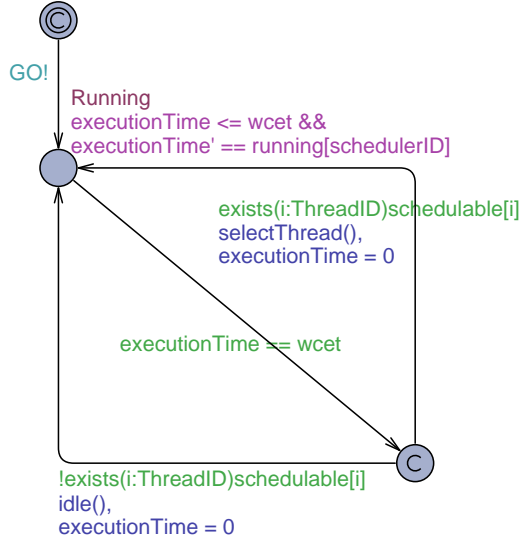 C
GO!
Running
executionTime <= wcet &&
executionTime' == running[schedulerID]
exists(i:ThreadID)schedulable[i]
selectThread(),
executionTime = 0
executionTime == wcet
C
!exists(i:ThreadID)schedulable[i]
idle(),
executionTime = 0